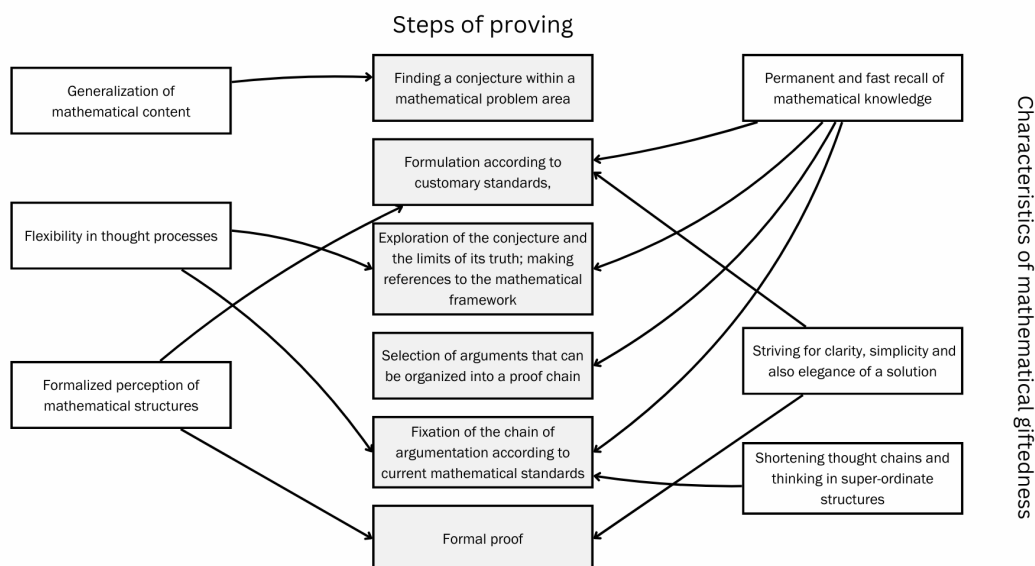 Steps of proving
Generalization of
mathematical content
Flexibility in thought processes
Formalized perception of
mathematical structures
Finding a conjecture within a
mathematical problem area
Formulation according to
customary standards,
Exploration of the conjecture and
the limits of its truth; making
references to the mathematical
framework
Selection of arguments that can
be organized into a proof chain
Fixation of the chain of
argumentation according to
current mathematical standards
Formal proof
Permanent and fast recall of
mathematical knowledge
Striving for clarity, simplicity and
also elegance of a solution
Shortening thought chains and
thinking in super-ordinate
structures
Characteristics of mathematical giftedness